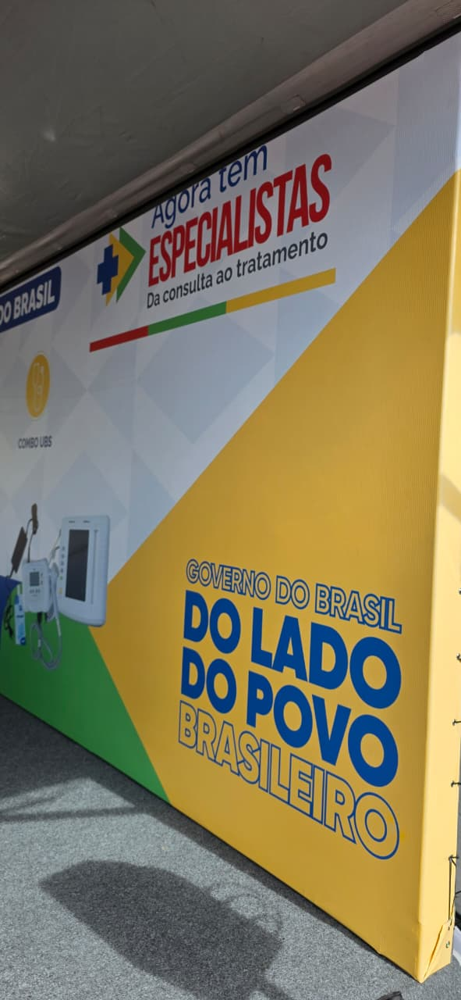 Agora tem
ESPECIALISTAS
Da consulta ao tratamento
DO BRASIL
COMBO UBS
GOVERNO DO BRASIL
DO LADO
DO POVO
BRASILEIRO